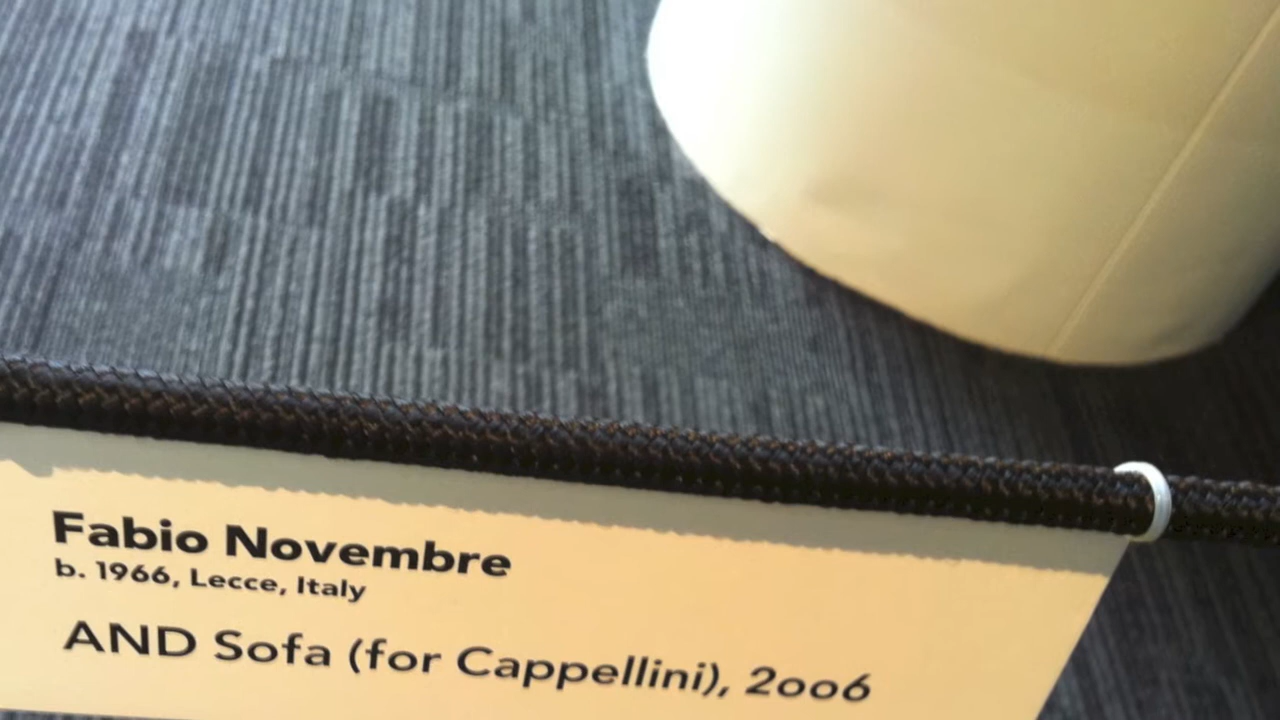 Fabio Novembre
b. 1966, Lecce, Italy
AND Sofa (for Cappellini), 2006